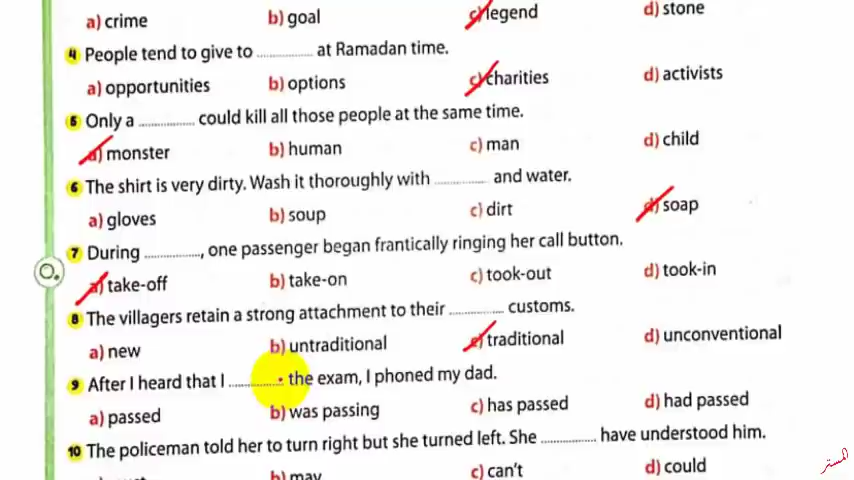 a) crime b) goal c) legend d) stone
4 People tend to give to ............ at Ramadan time.
a) opportunities b) options c) charities d) activists
5 Only a ............ could kill all those people at the same time.
a) monster b) human c) man d) child
6 The shirt is very dirty. Wash it thoroughly with ............ and water.
a) gloves b) soup c) dirt d) soap
7 During ............, one passenger began frantically ringing her call button.
a) take-off b) take-on c) took-out d) took-in
8 The villagers retain a strong attachment to their ............ customs.
a) new b) untraditional c) traditional d) unconventional
9 After I heard that I ............ the exam, I phoned my dad.
a) passed b) was passing c) has passed d) had passed
10 The policeman told her to turn right but she turned left. She ............ have understood him.
b) may c) can't d) could
O.
المستر